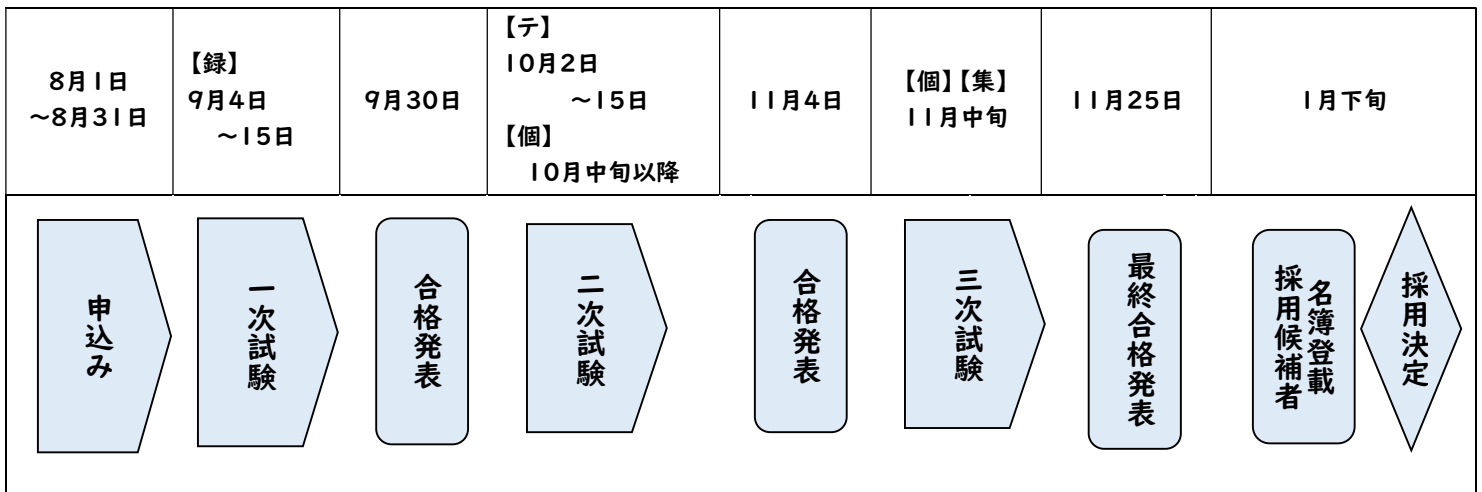 8月1日
~8月31日
【録】
9月4日
~15日
9月30日
【テ】
10月2日
~15日
【個】
10月中旬以降
11月4日
【個】【集】
11月中旬
11月25日
1月下旬
申込み
一次試験
合格発表
二次試験
合格発表
三次試験
最終合格発表
名簿登載
採用候補者
採用決定